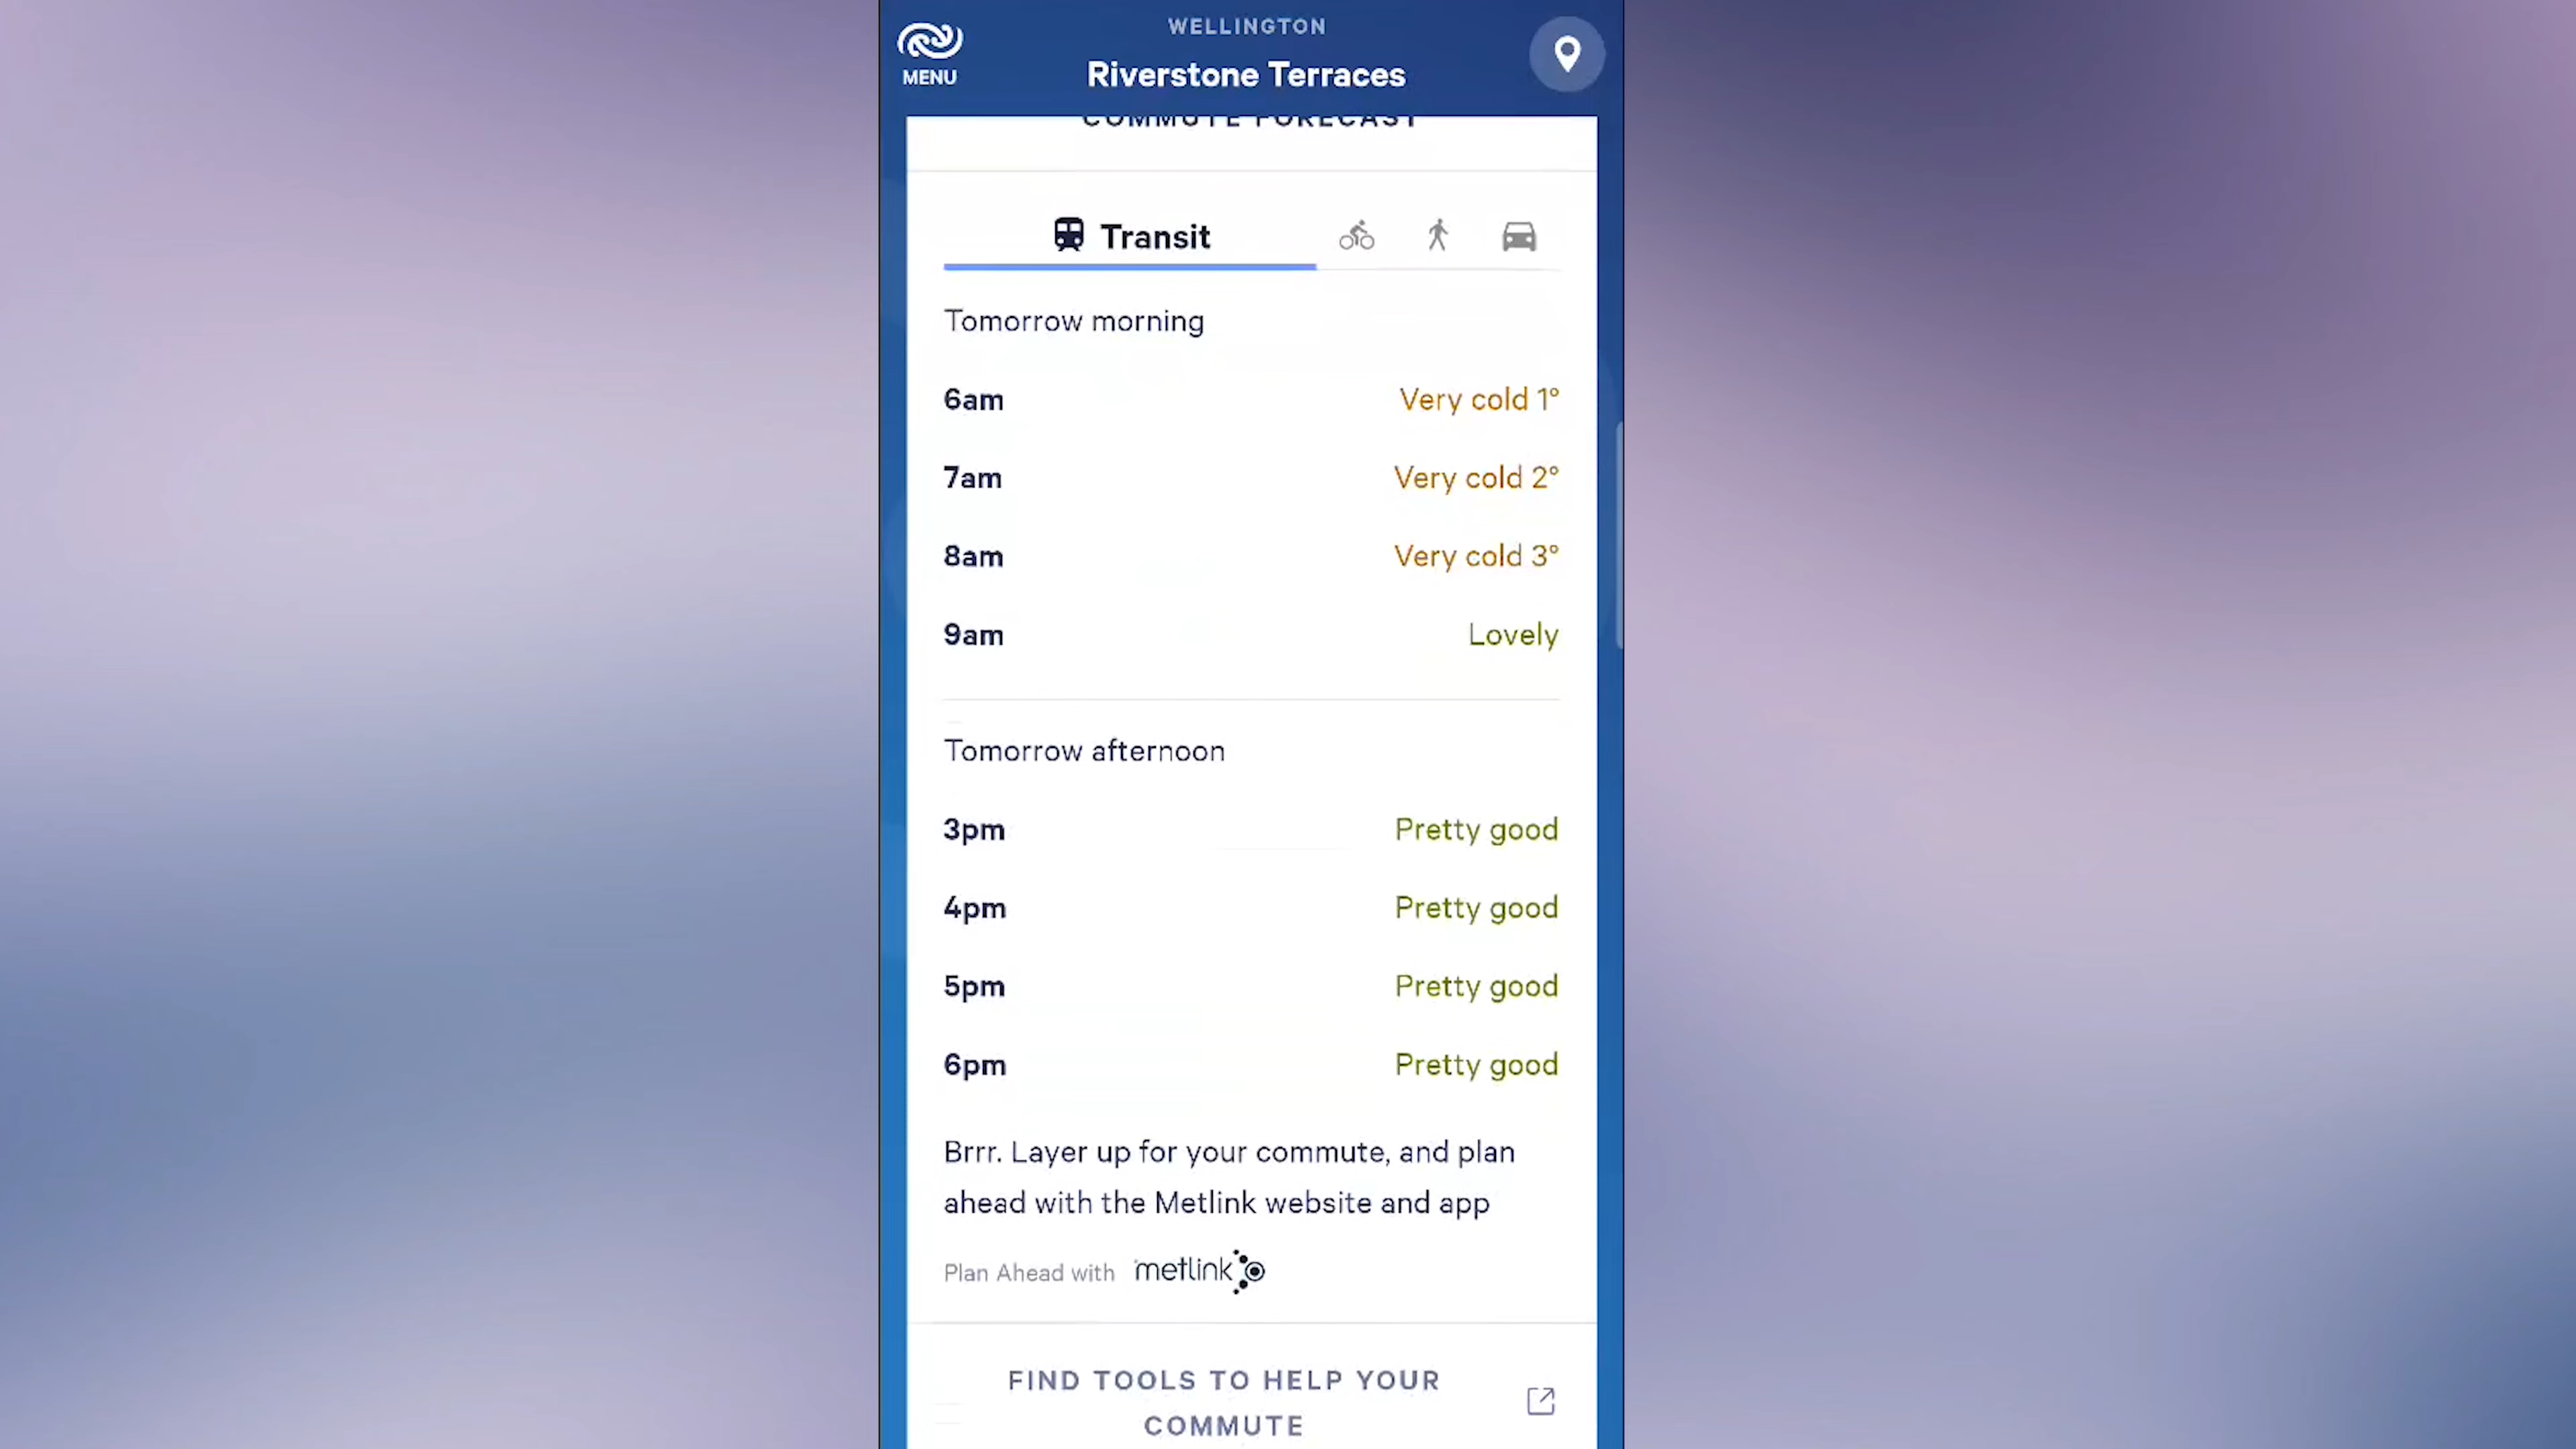 WELLINGTON
MENU
Riverstone Terraces
COMMUTE FORECAST
Transit
Tomorrow morning
6am Very cold 1°
7am Very cold 2°
8am Very cold 3°
9am Lovely
Tomorrow afternoon
3pm Pretty good
4pm Pretty good
5pm Pretty good
6pm Pretty good
Brrr. Layer up for your commute, and plan
ahead with the Metlink website and app
Plan Ahead with metlink
FIND TOOLS TO HELP YOUR
COMMUTE